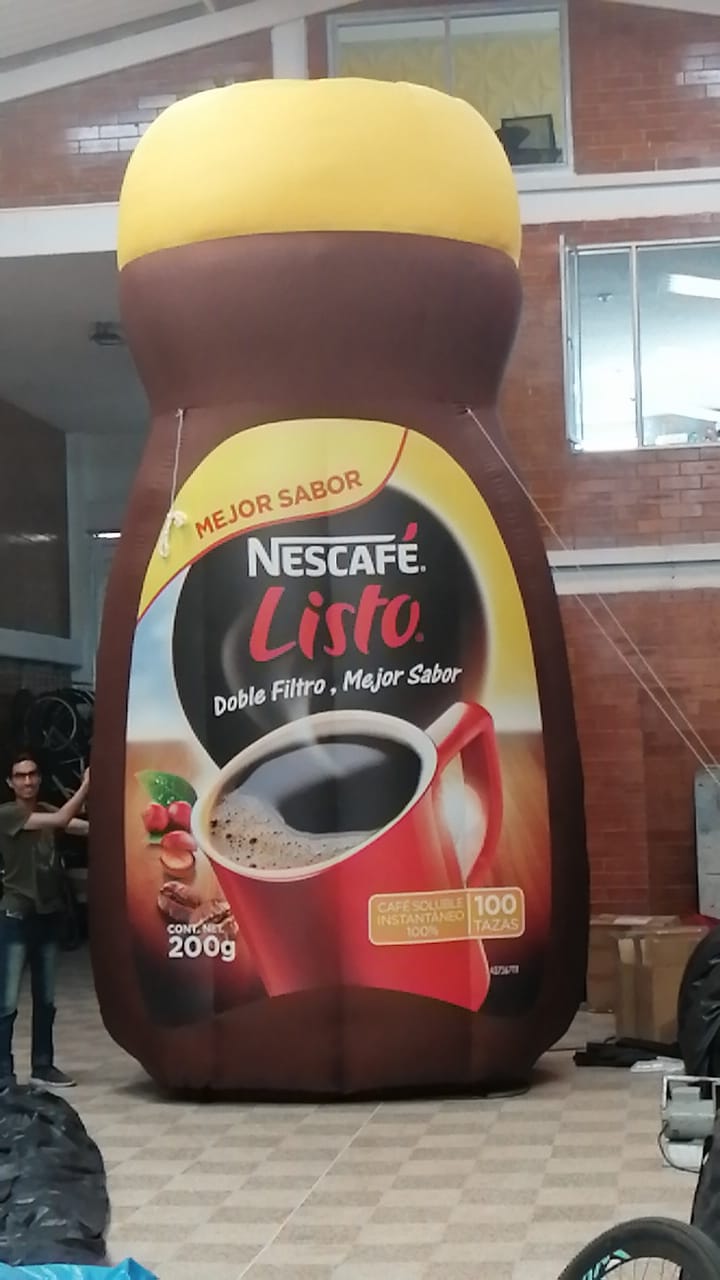 MEJOR SABOR
NESCAFÉ.
Listo®
Doble Filtro, Mejor Sabor
CAFÉ SOLUBLE
INSTANTÁNEO
100%
100
TAZAS
CONT. NET.
200g